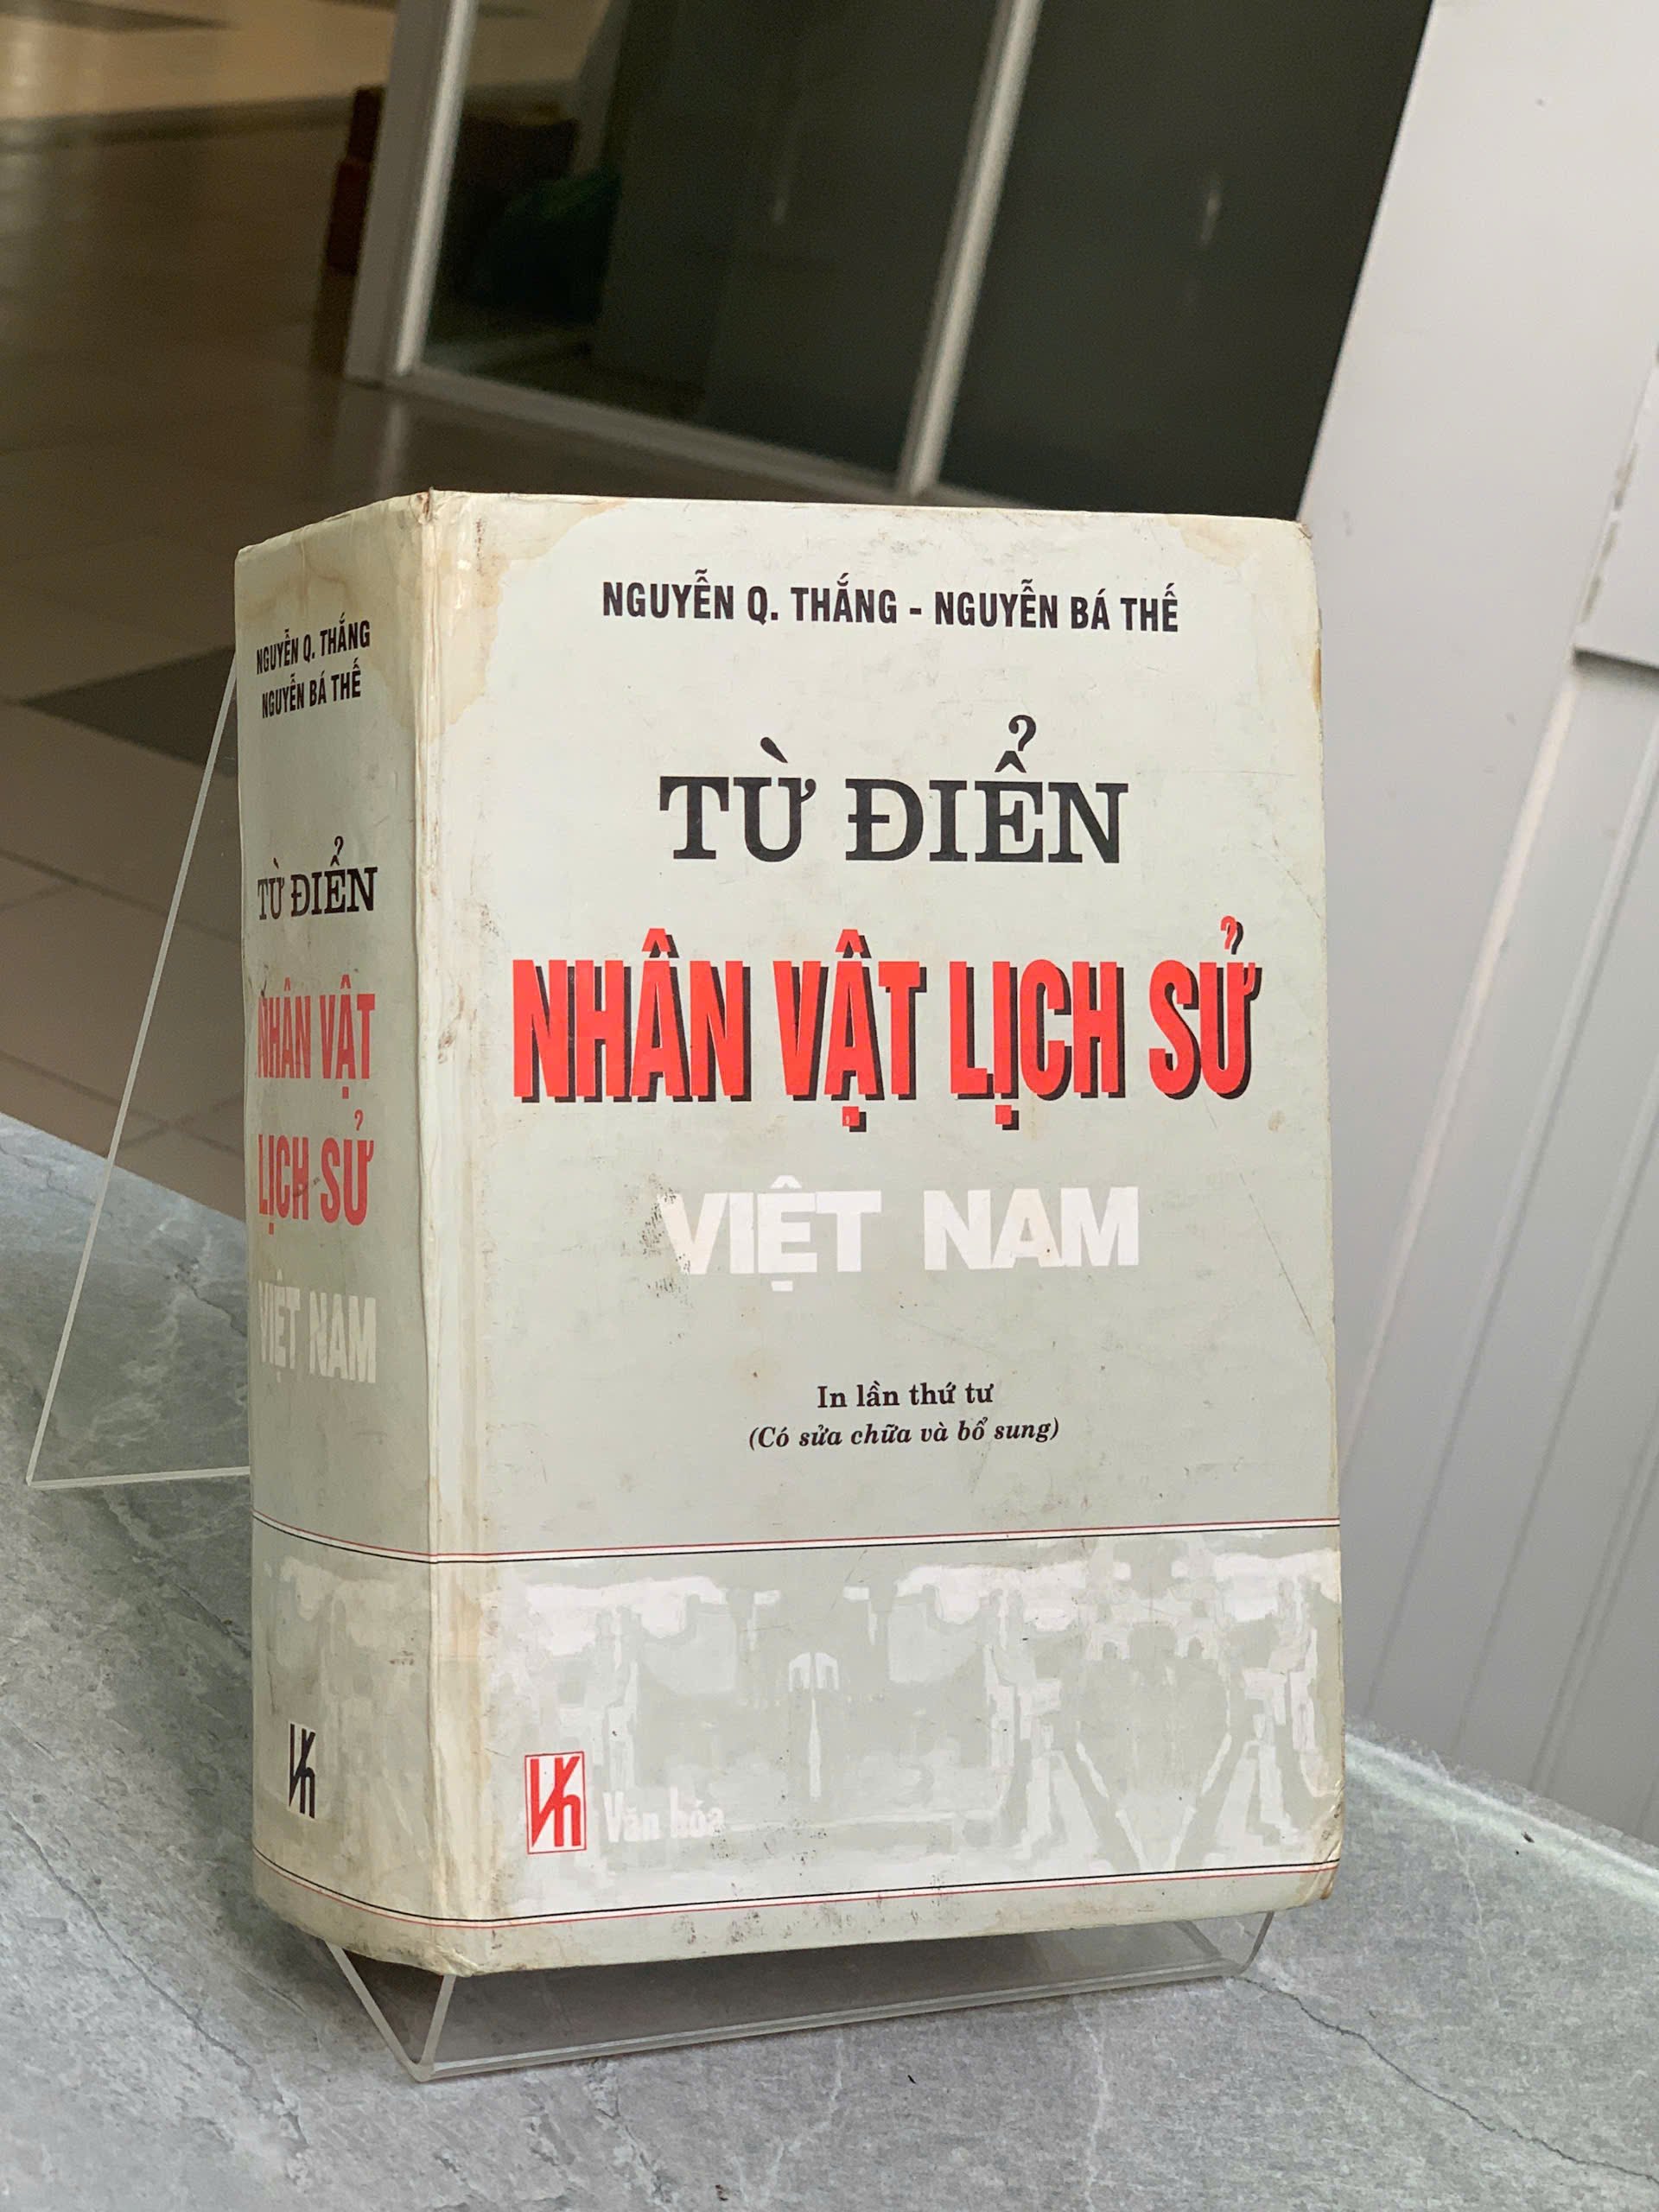 NGUYỄN Q. THẮNG
NGUYỄN BÁ THẾ
TỪ ĐIỂN
NHÂN VẬT
LỊCH SỬ
VIỆT NAM
Vh
NGUYỄN Q. THẮNG - NGUYỄN BÁ THẾ
TỪ ĐIỂN
NHÂN VẬT LỊCH SỬ
VIỆT NAM
In lần thứ tư
(Có sửa chữa và bổ sung)
Vh Văn hóa